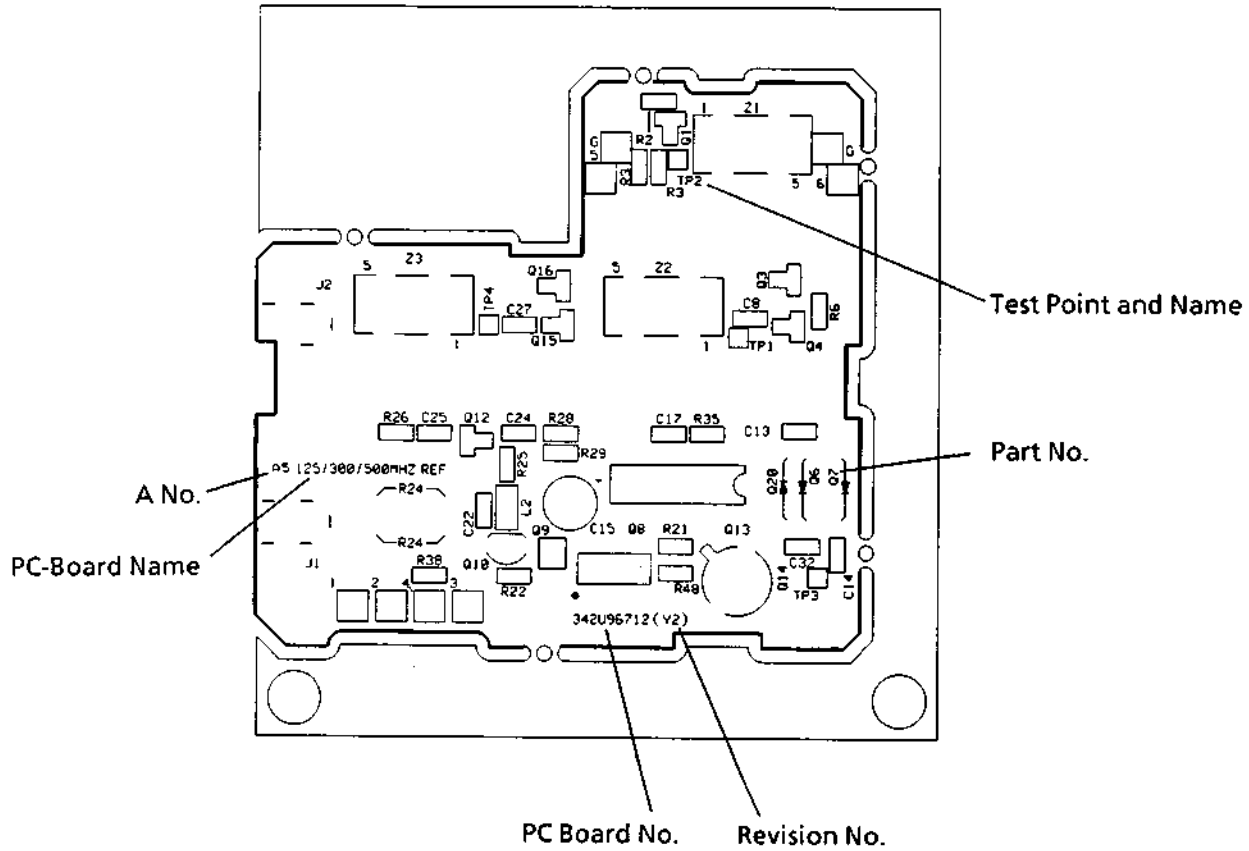 1 Z1
R2 Q1
G
5
R3 TP2 5 6
R3
G
J2 5 Z3 Q16 5 Z2 Q3
TP4 C27 C8 R6
1 Q15 1 TP1 Q4
Test Point and Name
R26 C25 Q12 C24 R28 C17 R35 C13
R29
R25
A5 125/300/500MHZ REF
Q20 Q6 Q7
Part No.
A No.
R24
C22 L2
Q9 C15 Q8 R21 Q13
R24
PC-Board Name
J1 R38 Q10 R22 R48 Q14 C32 C14
TP3
1 2 4 3
342U96712(Y2)
PC Board No. Revision No.